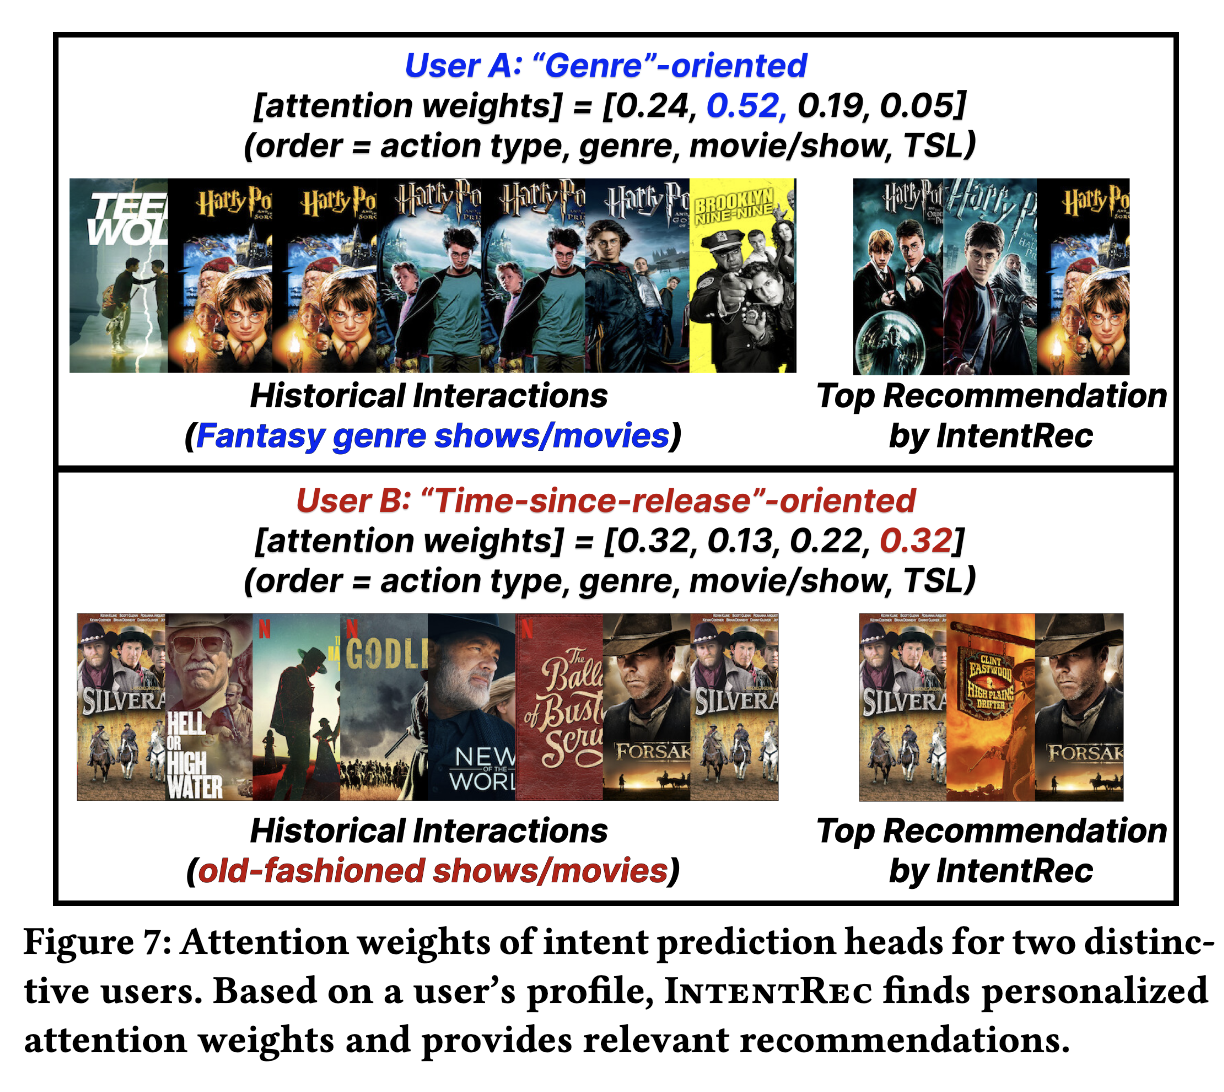 User A: “Genre”-oriented
[attention weights] = [0.24, 0.52, 0.19, 0.05]
(order = action type, genre, movie/show, TSL)
TEE
WOL
Harry Po
Harry Po
Harry Po
Harry Po
Harry Po
BROOKLYN
NINE-NINE
Harry Po
Harry P
Harry Po
Historical Interactions
(Fantasy genre shows/movies)
Top Recommendation
by IntentRec
User B: “Time-since-release”-oriented
[attention weights] = [0.32, 0.13, 0.22, 0.32]
(order = action type, genre, movie/show, TSL)
SILVERA
HELL
OR
HIGH
WATER
N
N
GODL
NEW
OF THE
WORL
N
The
Balla
of Bust
Scru
FORSAK
SILVERA
SILVERA
CLINT
EASTWOOD
HIGH PLAINS
DRIFTER
FORSAK
Historical Interactions
(old-fashioned shows/movies)
Top Recommendation
by IntentRec
Figure 7: Attention weights of intent prediction heads for two distinc-
tive users. Based on a user’s profile, IntentRec finds personalized
attention weights and provides relevant recommendations.